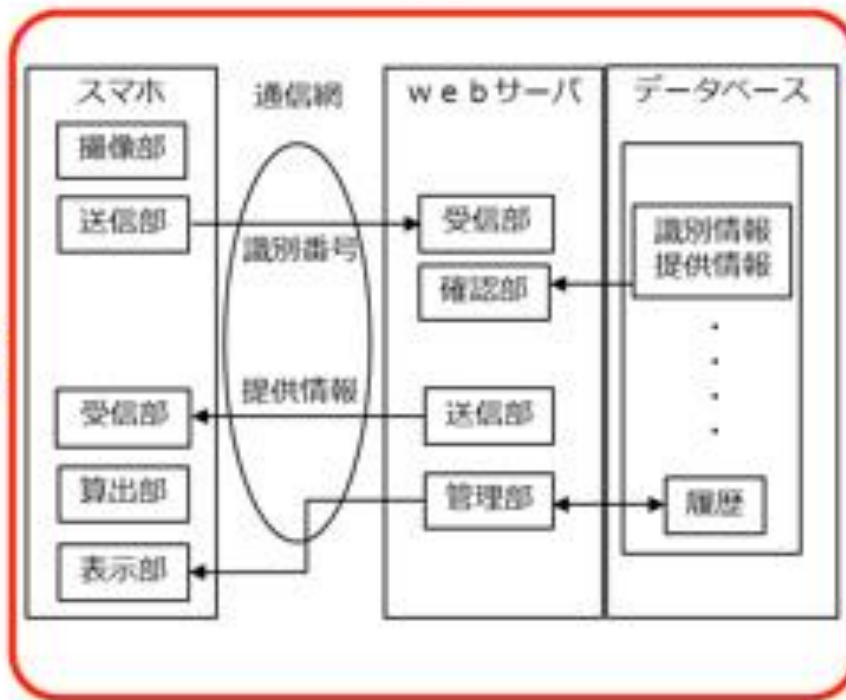 スマホ
通信網
webサーバ
データベース
撮像部
送信部
受信部
識別情報
提供情報
識別番号
確認部
提供情報
受信部
送信部
算出部
管理部
履歴
表示部